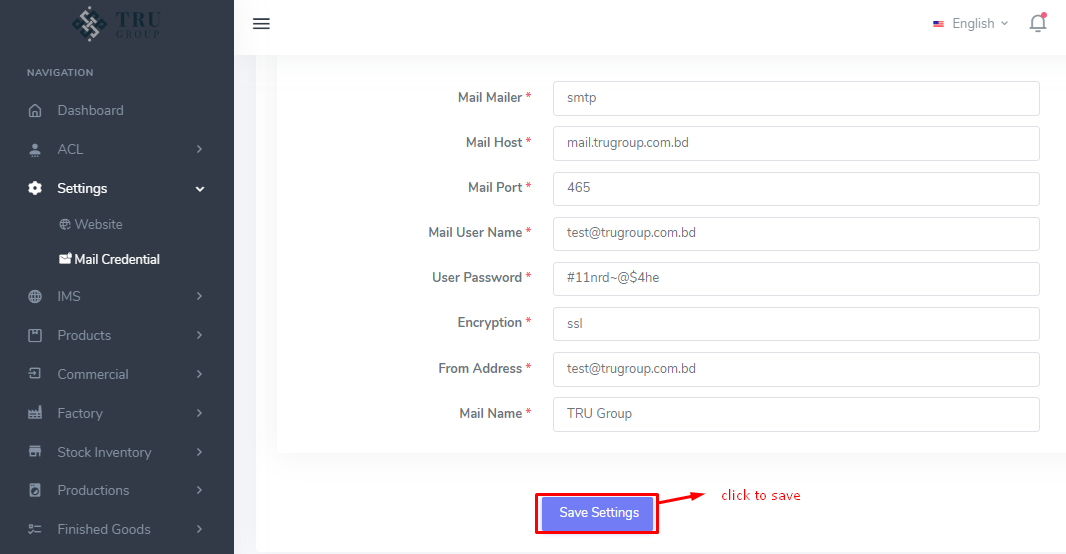 TRU
GROUP
English
NAVIGATION
Dashboard
ACL
Settings
Website
Mail Credential
IMS
Products
Commercial
Factory
Stock Inventory
Productions
Finished Goods
Mail Mailer * smtp
Mail Host * mail.trugroup.com.bd
Mail Port * 465
Mail User Name * test@trugroup.com.bd
User Password * #11nrd~@$4he
Encryption * ssl
From Address * test@trugroup.com.bd
Mail Name * TRU Group
Save Settings
click to save